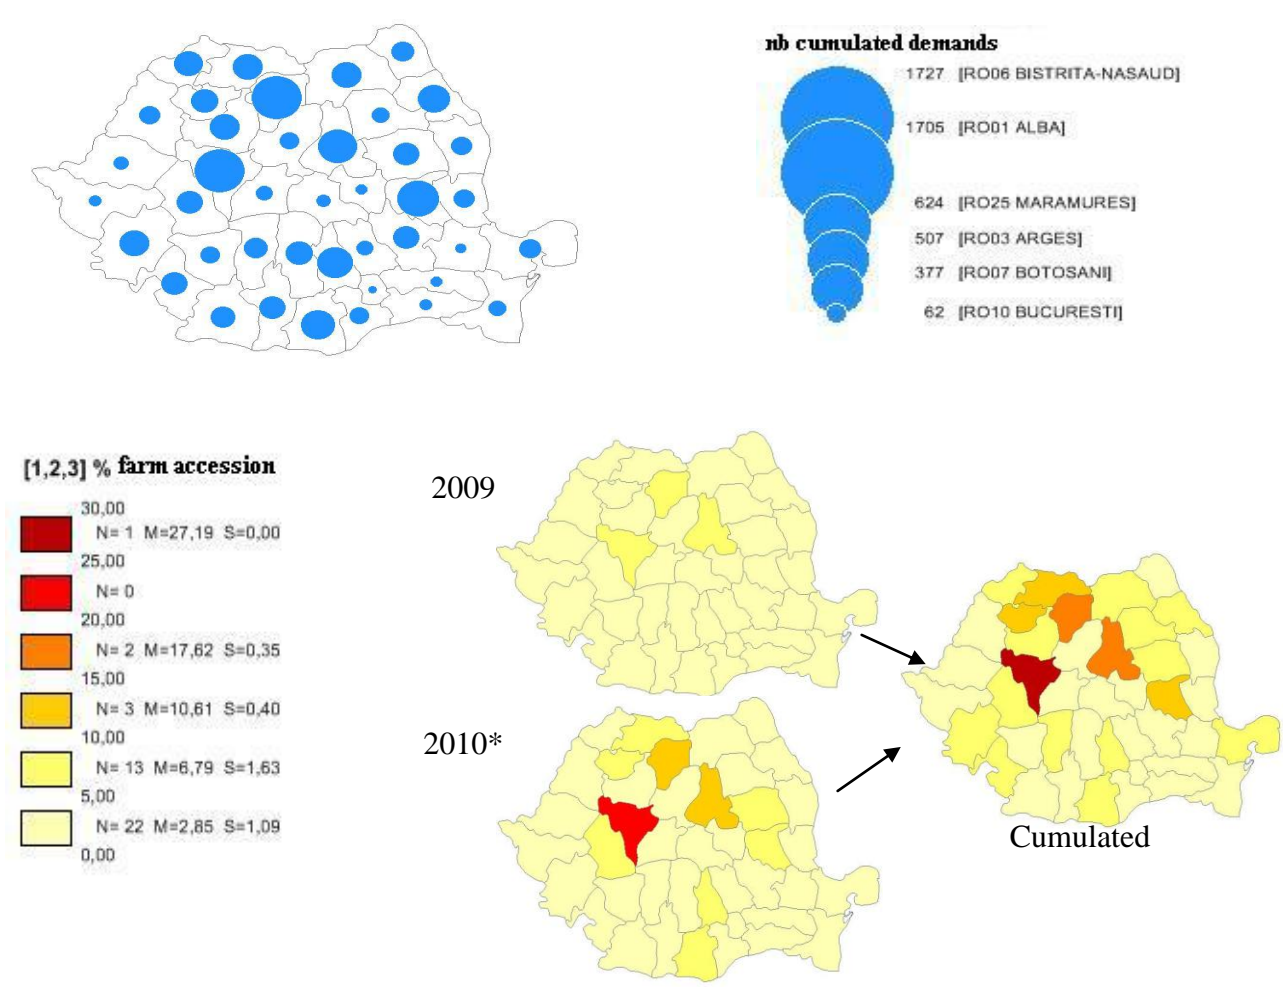 nb cumulated demands
1727 [RO06 BISTRITA-NASAUD]
1705 [RO01 ALBA]
624 [RO25 MARAMURES]
507 [RO03 ARGES]
377 [RO07 BOTOSANI]
62 [RO10 BUCURESTI]
[1,2,3] % farm accession
30,00
N= 1 M=27,19 S=0,00
25,00
N= 0
20,00
N= 2 M=17,62 S=0,35
15,00
N= 3 M=10,61 S=0,40
10,00
N= 13 M=6,79 S=1,63
5,00
N= 22 M=2,85 S=1,09
0,00
2009
2010*
Cumulated